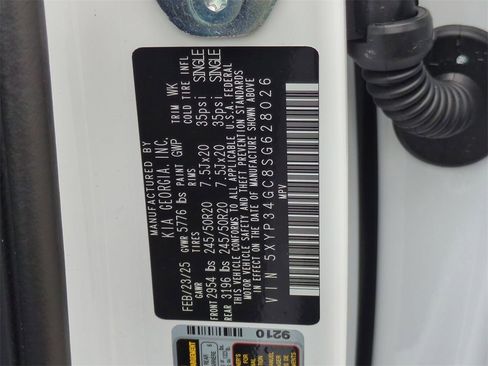 MANUFACTURED BY
KIA GEORGIA, INC.
FEB/23/25 GVWR 5776 lbs PAINT GWP TRIM WK
GAWR TIRES RIMS COLD TIRE INFL
FRONT 2954 lbs 245/50R20 7.5Jx20 35psi SINGLE
REAR 3196 lbs 245/50R20 7.5Jx20 35psi SINGLE
THIS VEHICLE CONFORMS TO ALL APPLICABLE U.S.A. FEDERAL
MOTOR VEHICLE SAFETY AND THEFT PREVENTION STANDARDS
IN EFFECT ON THE DATE OF MANUFACTURE SHOWN ABOVE
VIN 5XYP34GC8SG628026
MPV
9210